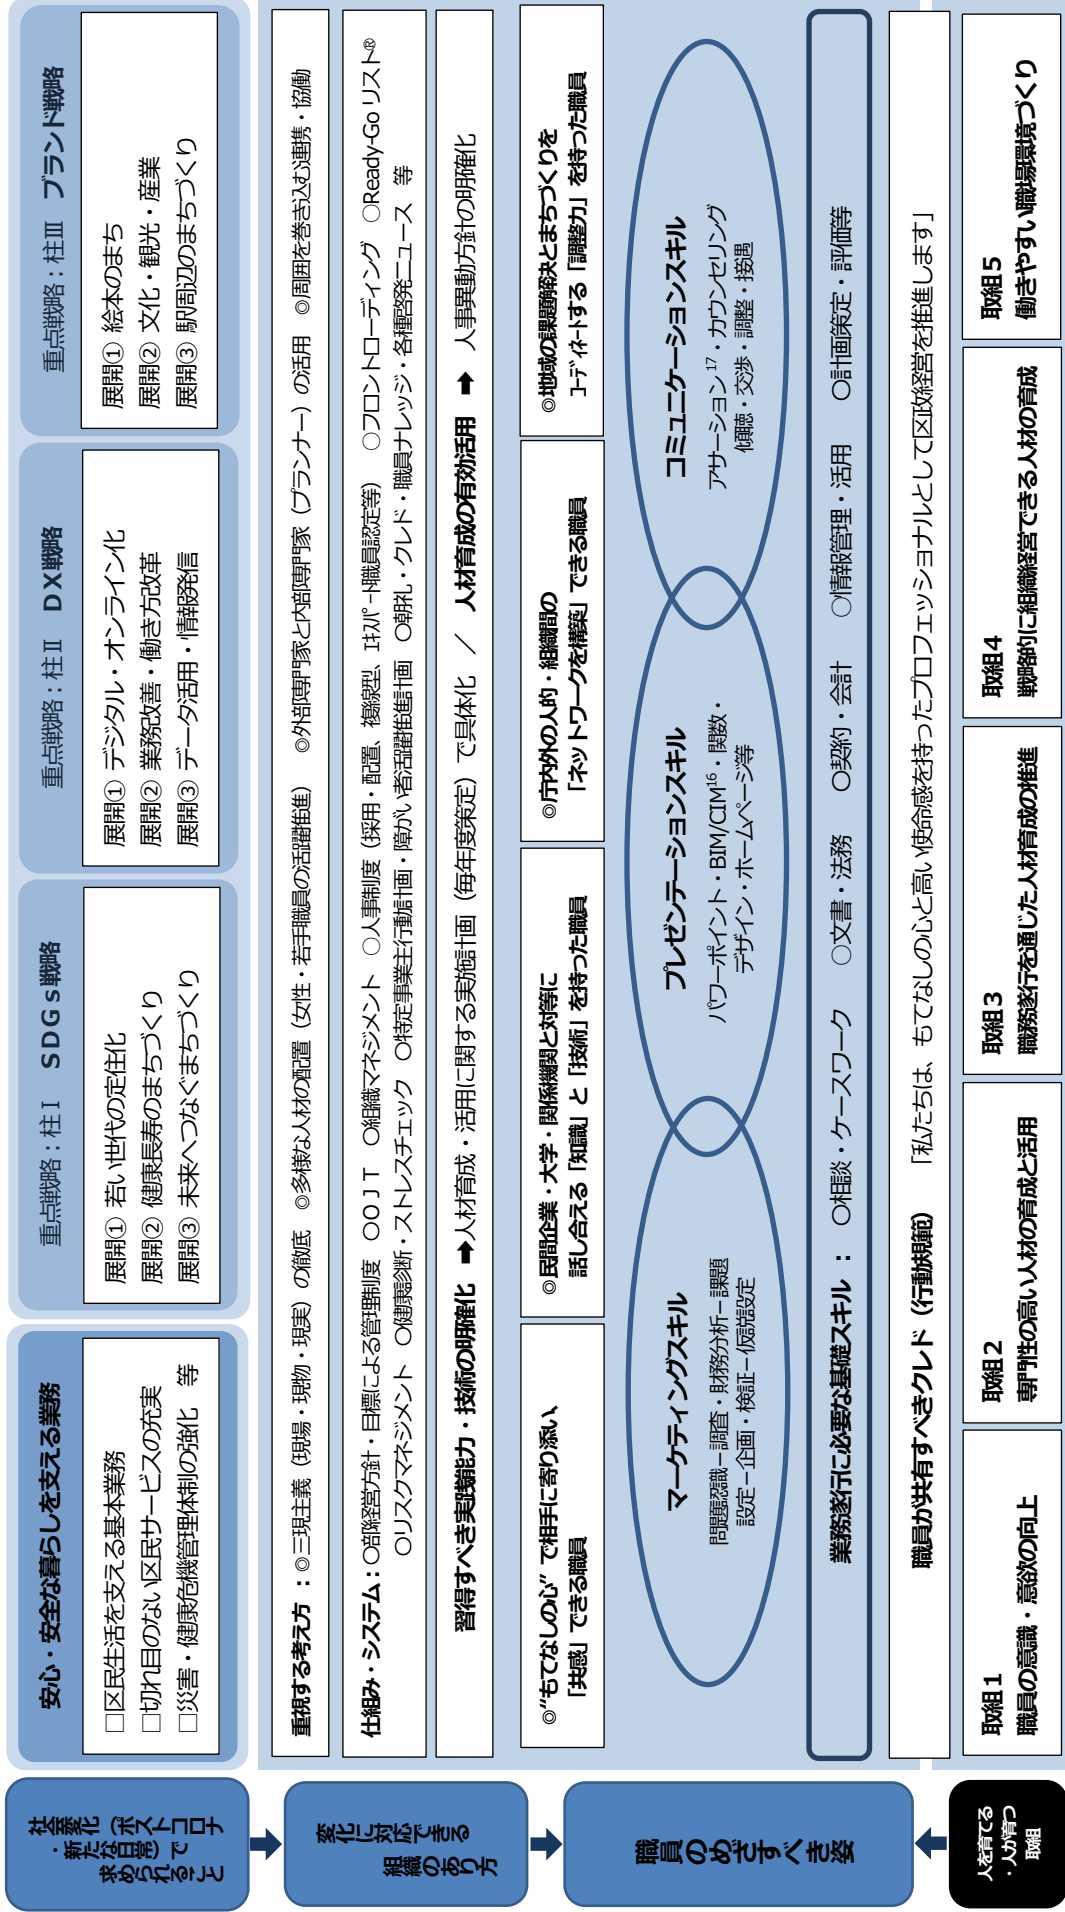 社会変化（ポストコロナ
・新たな日常）で
求められること
安心・安全な暮らしを支える業務
□区民生活を支える基本業務
□切れ目のない区民サービスの充実
□災害・健康危機管理体制の強化　等
重点戦略：柱Ⅰ　ＳＤＧｓ戦略
展開① 若い世代の定住化
展開② 健康長寿のまちづくり
展開③ 未来へつなぐまちづくり
重点戦略：柱Ⅱ　ＤＸ戦略
展開① デジタル・オンライン化
展開② 業務改善・働き方改革
展開③ データ活用・情報発信
重点戦略：柱Ⅲ　ブランド戦略
展開① 絵本のまち
展開② 文化・観光・産業
展開③ 駅周辺のまちづくり
変化に対応できる
組織のあり方
重視する考え方：◎三現主義（現場・現物・現実）の徹底　◎多様な人材の配置（女性・若手職員の活躍推進）　◎外部専門家と内部専門家（プランナー）の活用　◎周囲を巻き込む連携・協働
仕組み・システム：〇部経営方針・目標による管理制度　〇ＯＪＴ　〇組織マネジメント　〇人事制度（採用・配置、複線型、ｴｷｽﾊﾟｰﾄ職員認定等）　〇フロントローディング　〇Ready-Go リスト®
〇リスクマネジメント　〇健康診断・ストレスチェック　〇特定事業主行動計画・障がい者活躍推進計画　〇朝礼・クレド・職員ナレッジ・各種啓発ニュース　等
習得すべき実践能力・技術の明確化　➡人材育成・活用に関する実施計画（毎年度策定）で具体化　／　人材育成の有効活用　➡　人事異動方針の明確化
職員のめざすべき姿
◎“もてなしの心”で相手に寄り添い、
「共感」できる職員
◎民間企業・大学・関係機関と対等に
話し合える「知識」と「技術」を持った職員
◎庁内外の人的・組織間の
「ネットワークを構築」できる職員
◎地域の課題解決とまちづくりを
ｺｰﾃﾞｨﾈｰﾄする「調整力」を持った職員
マーケティングスキル
問題認識－調査・財務分析－課題
設定－企画・検証－仮説設定
プレゼンテーションスキル
パワーポイント・BIM/CIM16・関数・
デザイン・ホームページ等
コミュニケーションスキル
アサーション17・カウンセリング
傾聴・交渉・調整・接遇
業務遂行に必要な基礎スキル：　〇相談・ケースワーク　〇文書・法務　〇契約・会計　〇情報管理・活用　〇計画策定・評価等
職員が共有すべきクレド（行動規範）　「私たちは、もてなしの心と高い使命感を持ったプロフェッショナルとして区政経営を推進します」
人を育てる
・人が育つ
取組
取組１
職員の意識・意欲の向上
取組２
専門性の高い人材の育成と活用
取組３
職務遂行を通じた人材育成の推進
取組４
戦略的に組織経営できる人材の育成
取組５
働きやすい職場環境づくり